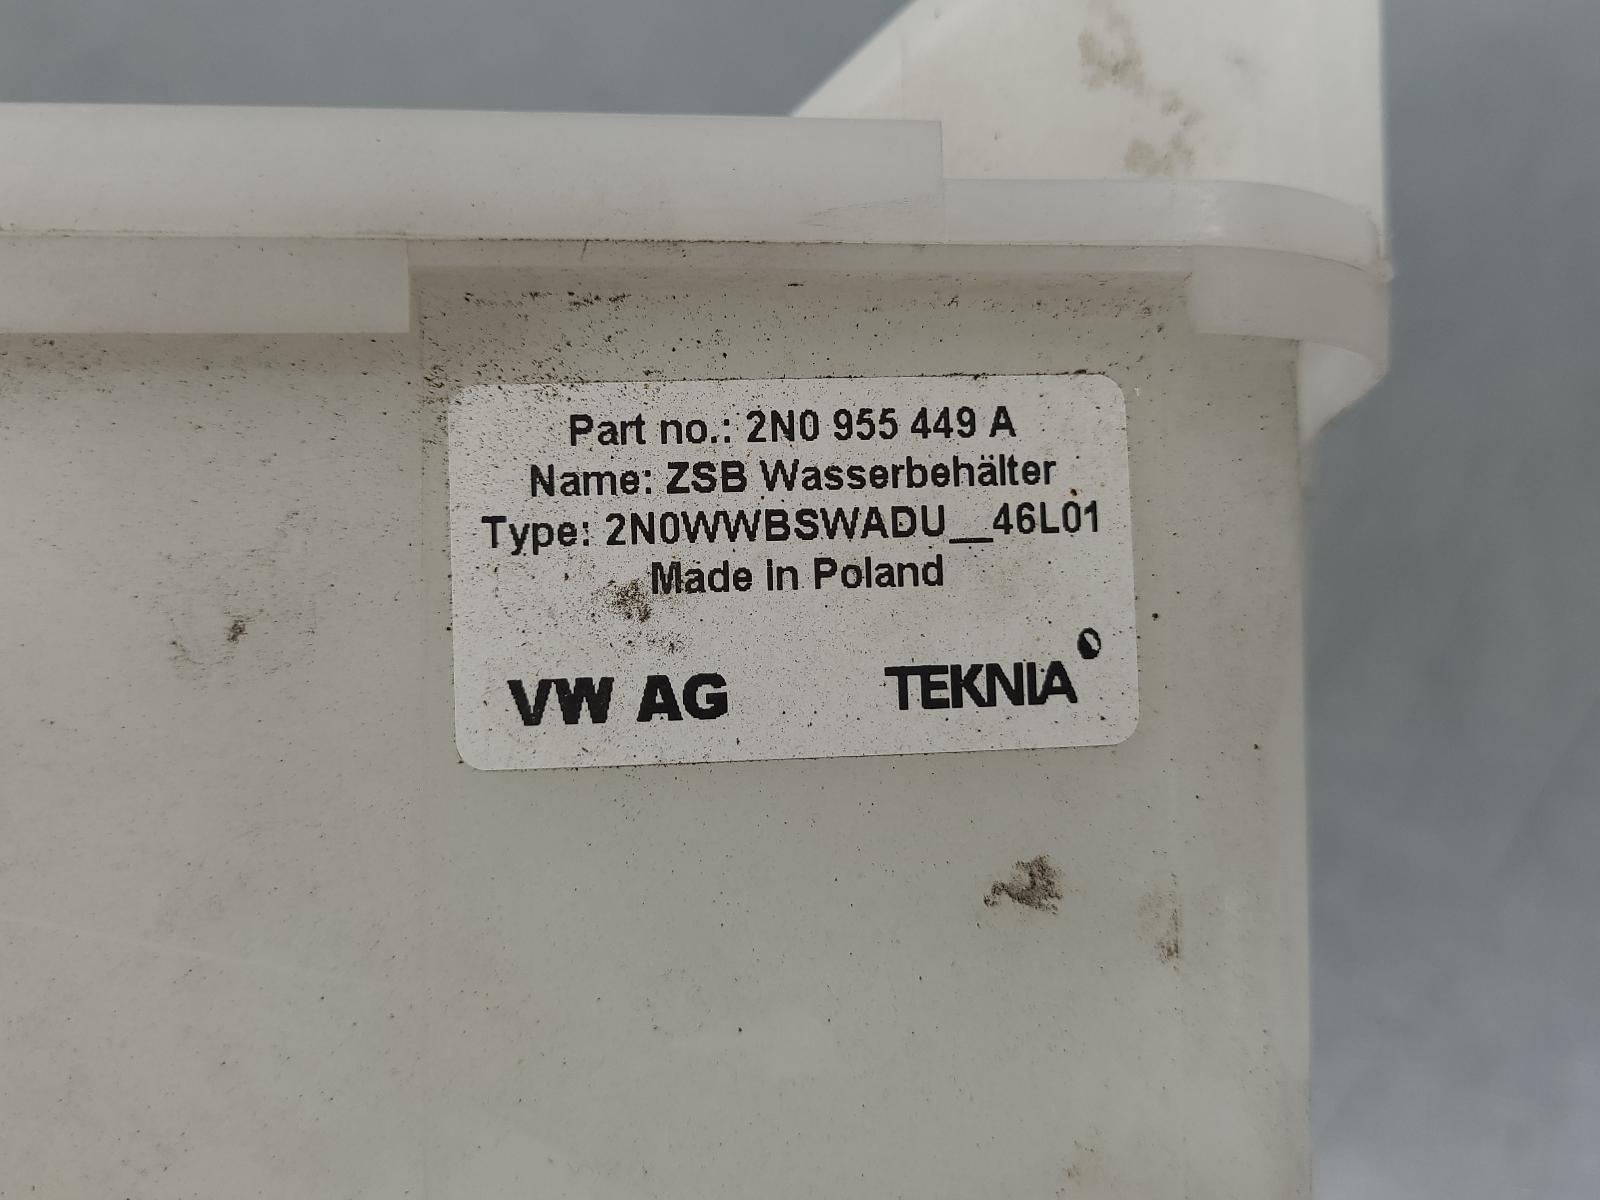 Part no.: 2N0 955 449 A
Name: ZSB Wasserbehälter
Type: 2N0WWBSWADU__46L01
Made in Poland
VW AG TEKNIA